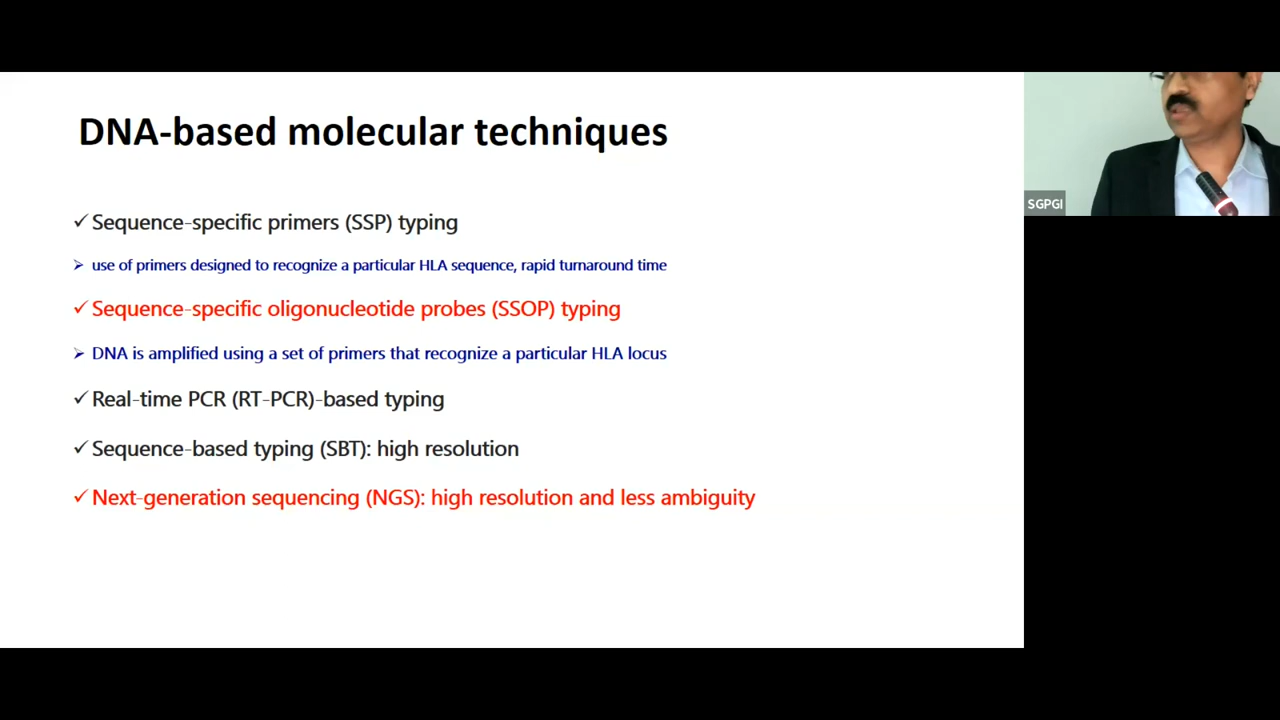 DNA-based molecular techniques
SGPGI
✓ Sequence-specific primers (SSP) typing
➢ use of primers designed to recognize a particular HLA sequence, rapid turnaround time
✓ Sequence-specific oligonucleotide probes (SSOP) typing
➢ DNA is amplified using a set of primers that recognize a particular HLA locus
✓ Real-time PCR (RT-PCR)-based typing
✓ Sequence-based typing (SBT): high resolution
✓ Next-generation sequencing (NGS): high resolution and less ambiguity